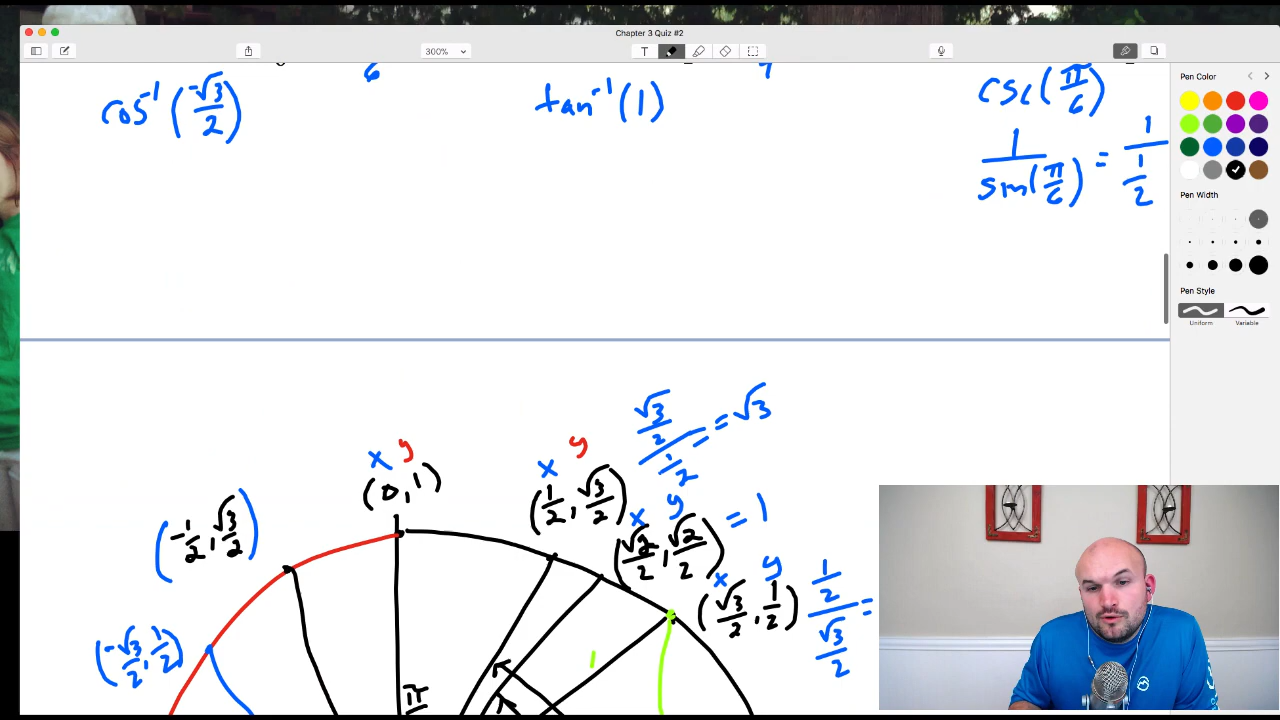 Chapter 3 Quiz #2
300%
T
Pen Color
Pen Width
Pen Style
Uniform Variable
6
cos⁻¹(-√3/2)
tan⁻¹(1)
csc(π/6)
1/sin(π/6) = 1/(1/2)
(√3/2)/(1/2) = √3
x y
(0,1)
x y
(1/2, √3/2)
(-1/2, √3/2)
x y
(√2/2, √2/2) = 1
x y
(√3/2, 1/2) (1/2)/(√3/2) =
(-√3/2, 1/2)
1
π